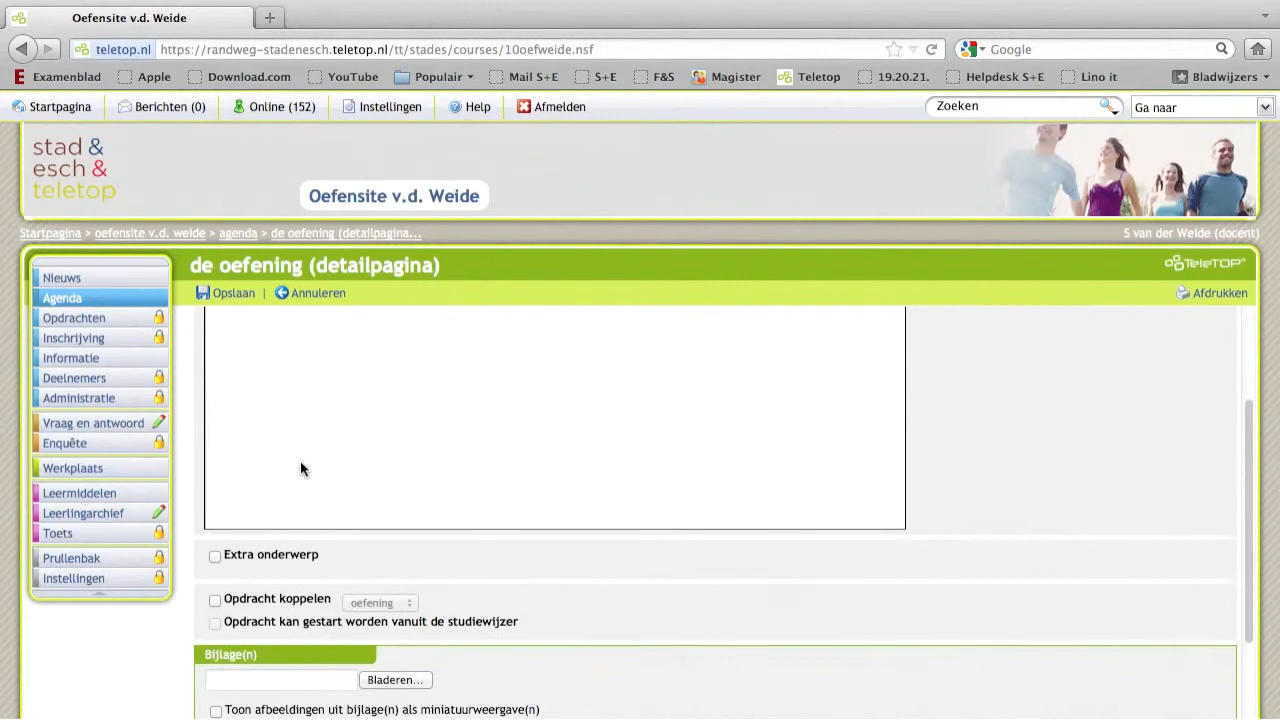 Oefensite v.d. Weide
teletop.nl https://randweg-stadenesch.teletop.nl/tt/stades/courses/10oefweide.nsf Google
Examenblad Apple Download.com YouTube Populair Mail S+E S+E F&S Magister Teletop 19.20.21. Helpdesk S+E Bladwijzers
Startpagina Berichten (0) Online (152) Instellingen Help Afmelden Zoeken Ga naar
stad &
esch &
teletop
Oefensite v.d. Weide
Startpagina > oefensite v.d. weide > agenda > de oefening (detailpagina... S van der Weide (docent)
de oefening (detailpagina) TeleTOP
Opslaan | Annuleren Afdrukken
Nieuws
Agenda
Opdrachten
Inschrijving
Informatie
Deelnemers
Administratie
Vraag en antwoord
Enquête
Werkplaats
Leermiddelen
Leerlingarchief
Toets
Prullenbak
Instellingen
Extra onderwerp
Opdracht koppelen oefening
Opdracht kan gestart worden vanuit de studiewijzer
Bijlage(n)
Bladeren...
Toon afbeeldingen uit bijlage(n) als miniatuurweergave(n)